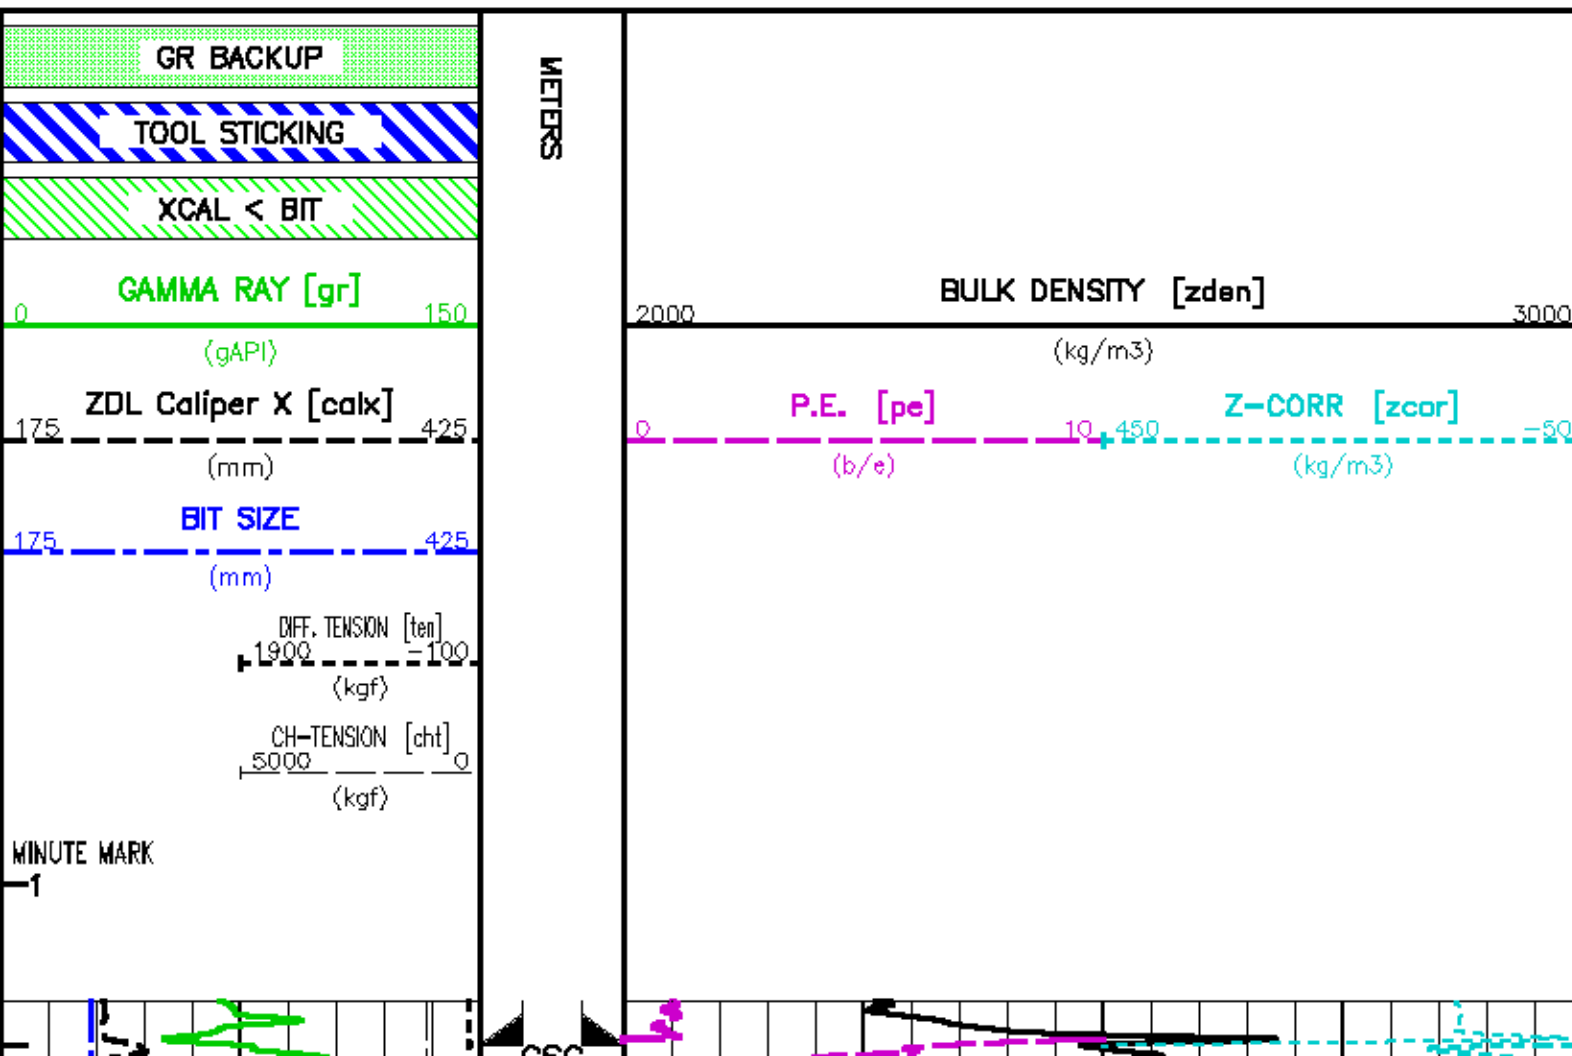 GR BACKUP
TOOL STICKING
XCAL < BIT
GAMMA RAY [gr]
0 150
(gAPI)
ZDL Caliper X [calx]
175 425
(mm)
BIT SIZE
175 425
(mm)
DIFF. TENSION [ten]
1900 -100
(kgf)
CH-TENSION [cht]
5000 0
(kgf)
MINUTE MARK
1
METERS
BULK DENSITY [zden]
2000 3000
(kg/m3)
P.E. [pe] Z-CORR [zcor]
0 10 450 -50
(b/e) (kg/m3)